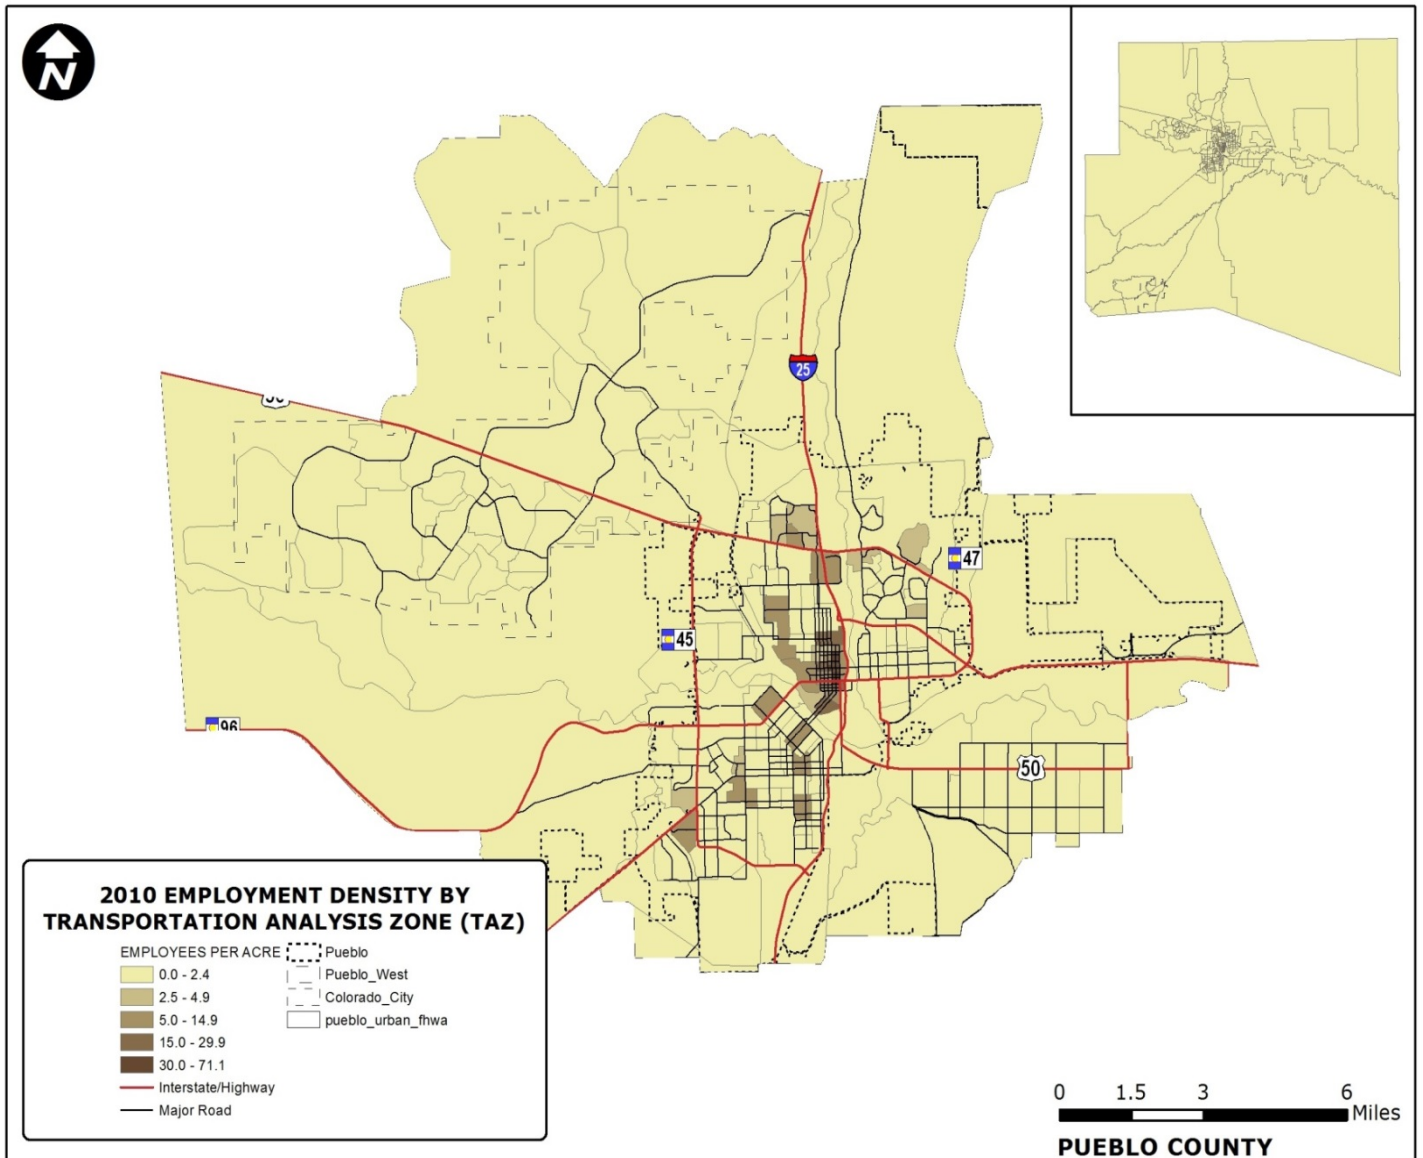 N
25
47
45
96
50
2010 EMPLOYMENT DENSITY BY
TRANSPORTATION ANALYSIS ZONE (TAZ)
EMPLOYEES PER ACRE
0.0 - 2.4
2.5 - 4.9
5.0 - 14.9
15.0 - 29.9
30.0 - 71.1
Interstate/Highway
Major Road
Pueblo
Pueblo_West
Colorado_City
pueblo_urban_fhwa
0 1.5 3 6
Miles
PUEBLO COUNTY